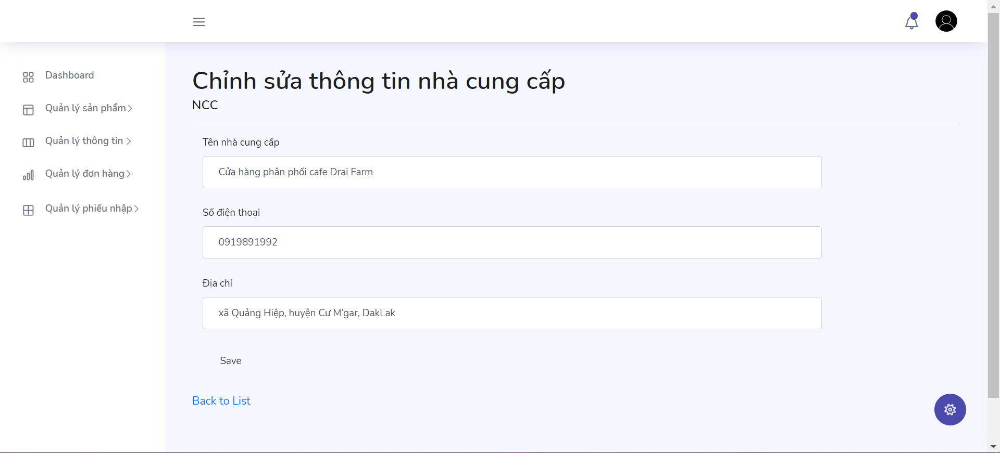 Dashboard
Quản lý sản phẩm
Quản lý thông tin
Quản lý đơn hàng
Quản lý phiếu nhập
Chỉnh sửa thông tin nhà cung cấp
NCC
Tên nhà cung cấp
Cửa hàng phân phối cafe Drai Farm
Số điện thoại
0919891992
Địa chỉ
xã Quảng Hiệp, huyện Cư M'gar, DakLak
Save
Back to List